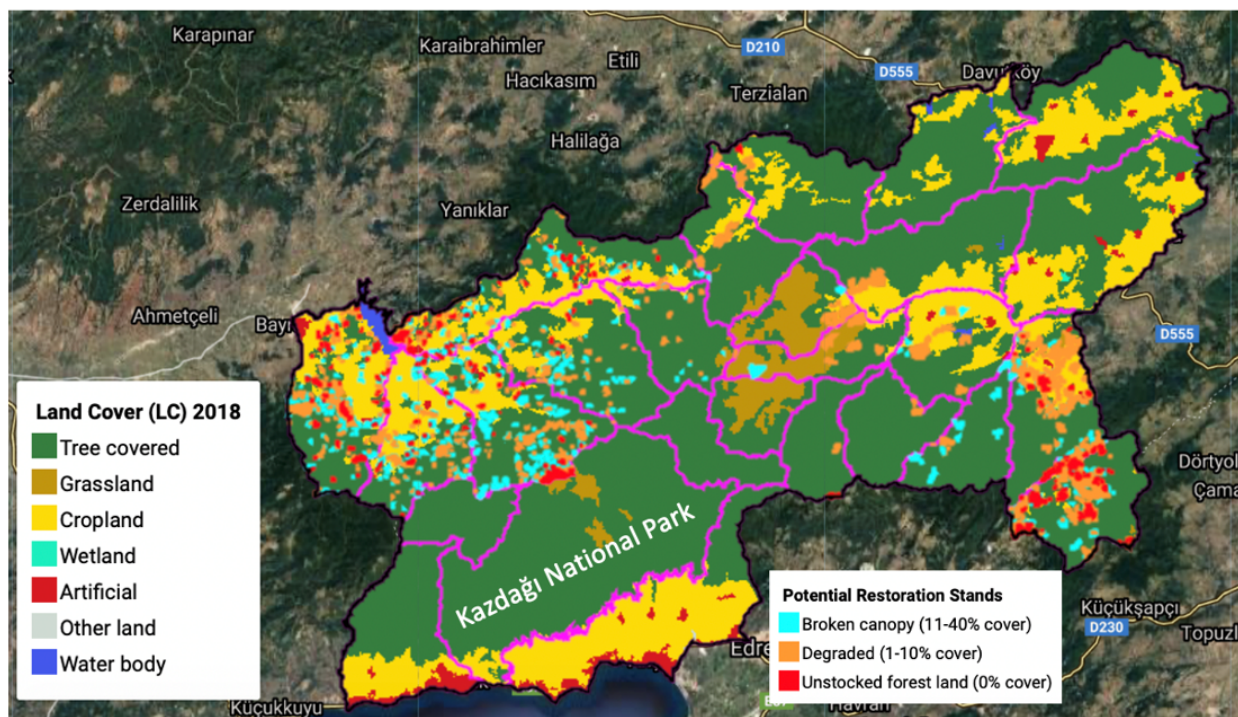 Karapınar
Karaibrahimler
Etili
D210
Hacıkasım
D555
Davulköy
Terzialan
Halilağa
Zerdalilik
Yanıklar
Ahmetçeli
Bayı
D555
Land Cover (LC) 2018
Tree covered
Grassland
Cropland
Wetland
Artificial
Other land
Water body
Kazdağı National Park
Dörtyol
Çama
Potential Restoration Stands
Broken canopy (11-40% cover)
Degraded (1-10% cover)
Unstocked forest land (0% cover)
Küçükşapçı
D230
Topuzl
Edre
Küçükkuyu
Havran